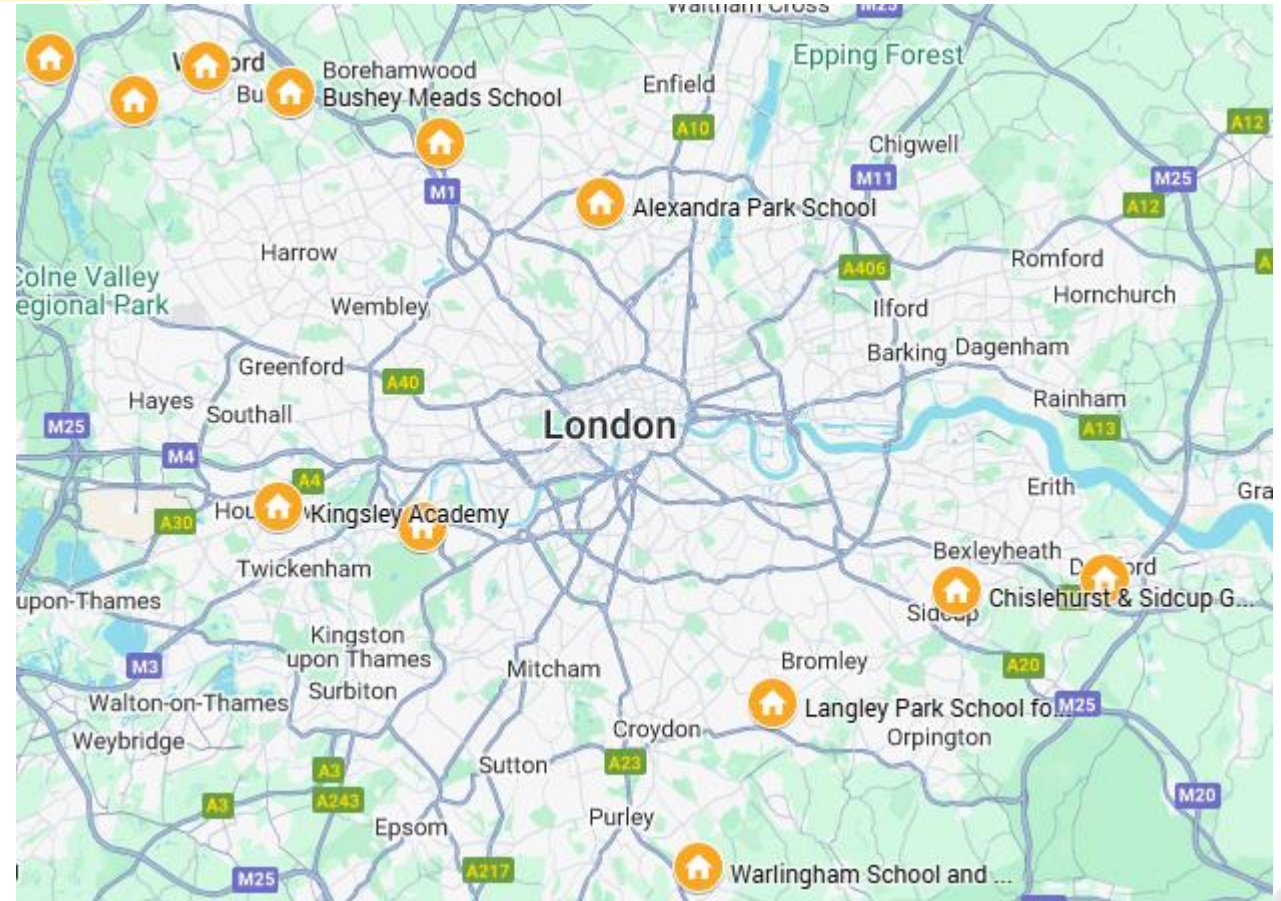 Waltham Cross
M25
Epping Forest
Borehamwood
Bushey Meads School
Enfield
A10
A12
Chigwell
M1
M11
M25
A12
Alexandra Park School
Harrow
Colne Valley
Regional Park
Romford
A406
Hornchurch
Wembley
Ilford
Barking
Dagenham
Greenford
A40
Hayes
Southall
Rainham
M25
London
A13
M4
A4
Erith
Gra
A30
Kingsley Academy
Bexleyheath
Twickenham
upon-Thames
Chislehurst & Sidcup G...
Sidcup
Kingston
upon Thames
Mitcham
Bromley
M3
A20
Surbiton
Walton-on-Thames
Langley Park School fo...
M25
Weybridge
Croydon
Orpington
Sutton
A23
A3
A3
A243
M20
Purley
Epsom
M25
A217
Warlingham School and ...